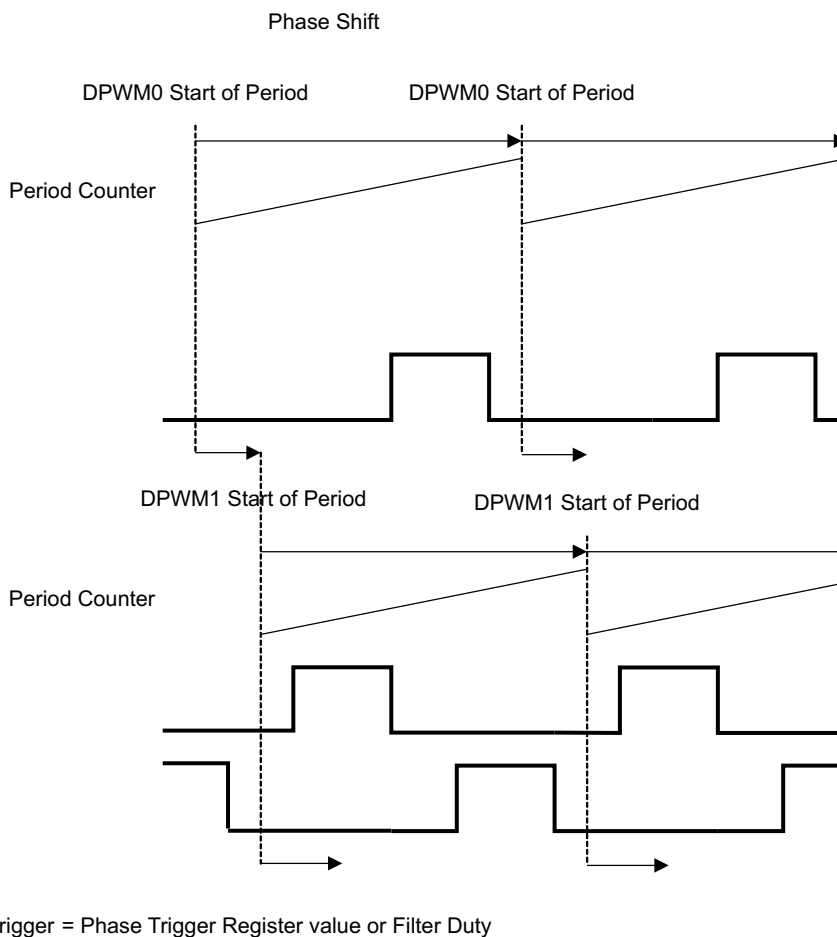 Phase Shift
DPWM0 Start of Period DPWM0 Start of Period
Period Counter
DPWM1 Start of Period DPWM1 Start of Period
Period Counter
rigger = Phase Trigger Register value or Filter Duty